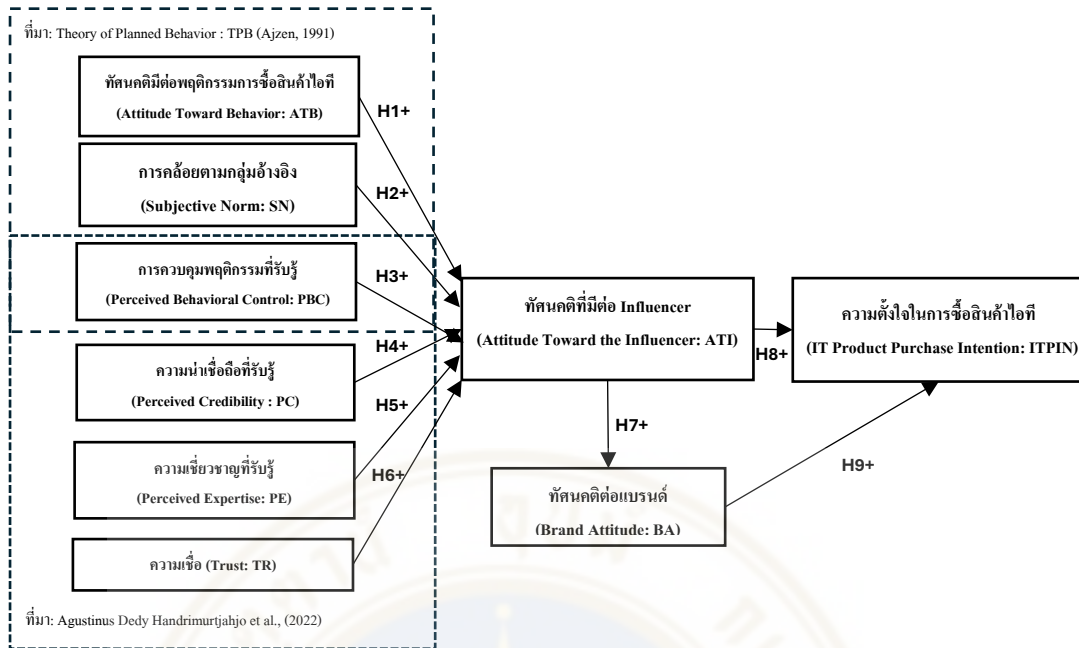 ที่มา: Theory of Planned Behavior : TPB (Ajzen, 1991)
ทัศนคติมีต่อพฤติกรรมการซื้อสินค้าไอที
(Attitude Toward Behavior: ATB)
H1+
การคล้อยตามกลุ่มอ้างอิง
(Subjective Norm: SN)
H2+
การควบคุมพฤติกรรมที่รับรู้
(Perceived Behavioral Control: PBC)
H3+
ทัศนคติที่มีต่อ Influencer
(Attitude Toward the Influencer: ATI)
H8+
ความตั้งใจในการซื้อสินค้าไอที
(IT Product Purchase Intention: ITPIN)
ความน่าเชื่อถือที่รับรู้
(Perceived Credibility : PC)
H4+
H5+
ความเชี่ยวชาญที่รับรู้
(Perceived Expertise: PE)
H6+
H7+
ทัศนคติต่อแบรนด์
(Brand Attitude: BA)
H9+
ความเชื่อ (Trust: TR)
ที่มา: Agustinus Dedy Handrimurtjahjo et al., (2022)